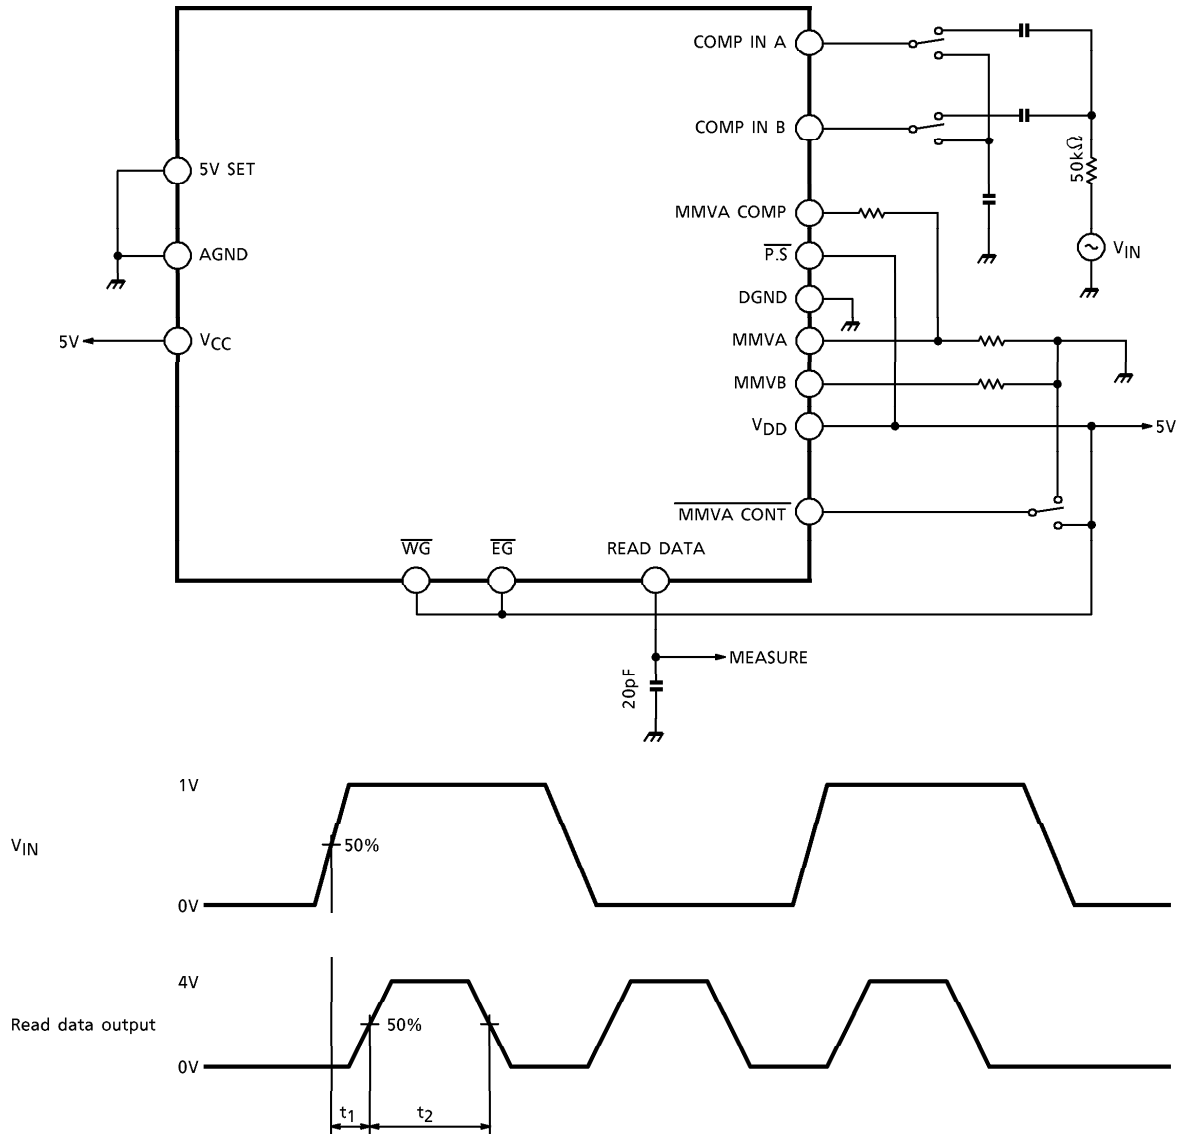 COMP IN A
COMP IN B
50kΩ
5V SET
MMVA COMP
AGND
P.S
VIN
DGND
5V
VCC
MMVA
MMVB
VDD
5V
MMVA CONT
WG
EG
READ DATA
MEASURE
20pF
1V
VIN
50%
0V
4V
Read data output
50%
0V
t1
t2